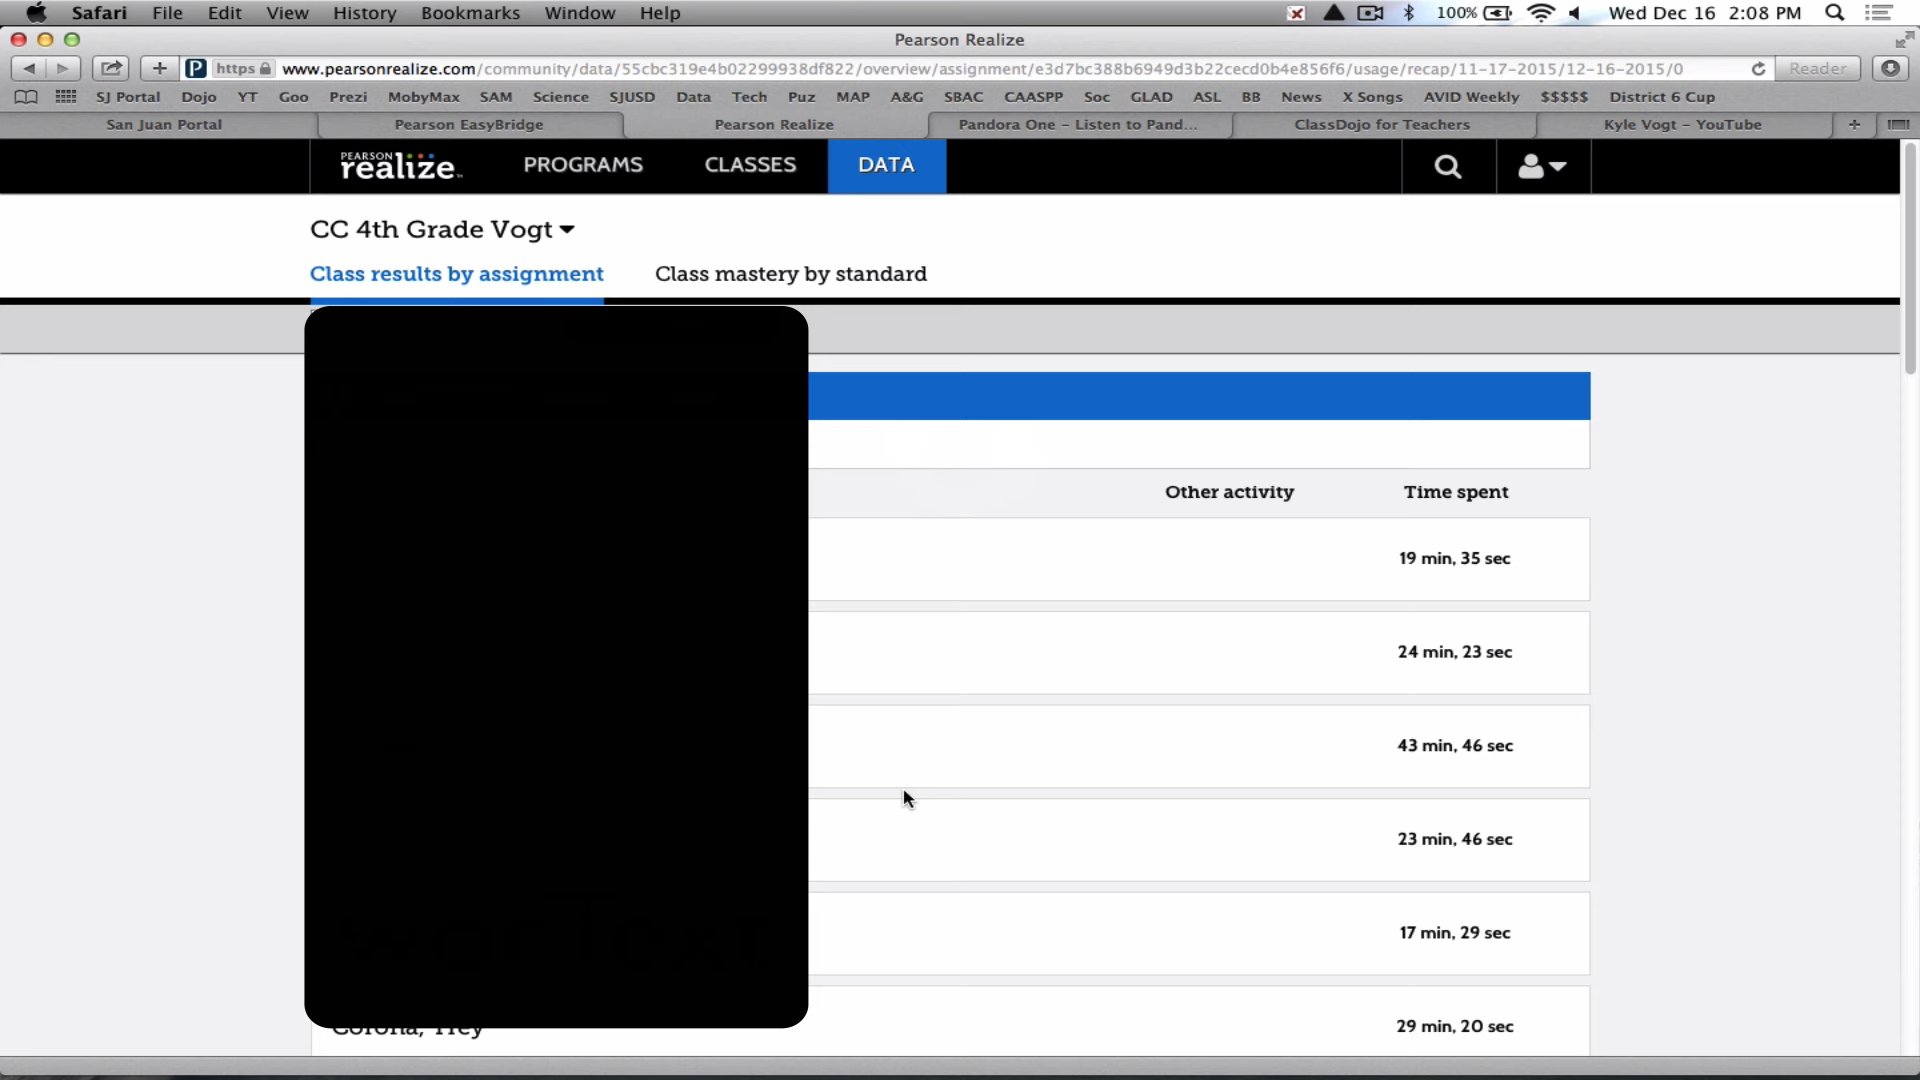 Safari File Edit View History Bookmarks Window Help 100% Wed Dec 16 2:08 PM
Pearson Realize
https www.pearsonrealize.com/community/data/55cbc319e4b02299938df822/overview/assignment/e3d7bc388b6949d3b22cecd0b4e856f6/usage/recap/11-17-2015/12-16-2015/0 Reader
SJ Portal Dojo YT Goo Prezi MobyMax SAM Science SJUSD Data Tech Puz MAP A&G SBAC CAASPP Soc GLAD ASL BB News X Songs AVID Weekly $$$$$ District 6 Cup
San Juan Portal Pearson EasyBridge Pearson Realize Pandora One – Listen to Pand... ClassDojo for Teachers Kyle Vogt – YouTube
PEARSON
realize PROGRAMS CLASSES DATA
CC 4th Grade Vogt
Class results by assignment Class mastery by standard
Other activity Time spent
19 min, 35 sec
24 min, 23 sec
43 min, 46 sec
23 min, 46 sec
17 min, 29 sec
29 min, 20 sec